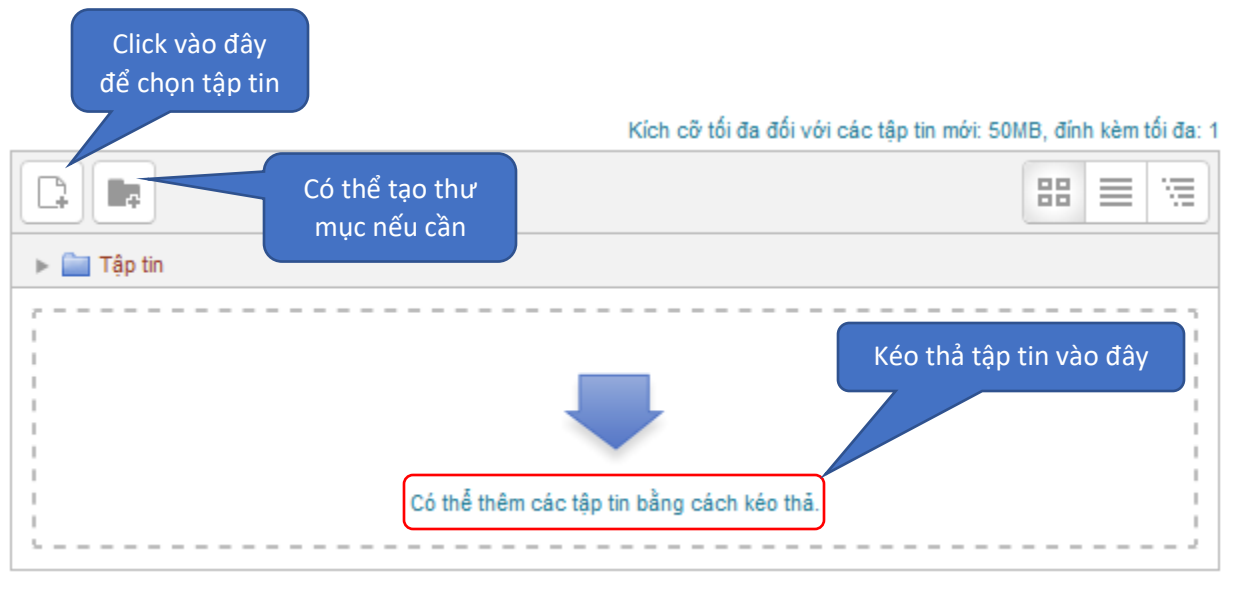 Click vào đây
để chọn tập tin
Kích cỡ tối đa đối với các tập tin mới: 50MB, đính kèm tối đa: 1
Có thể tạo thư
mục nếu cần
Tập tin
Kéo thả tập tin vào đây
Có thể thêm các tập tin bằng cách kéo thả.